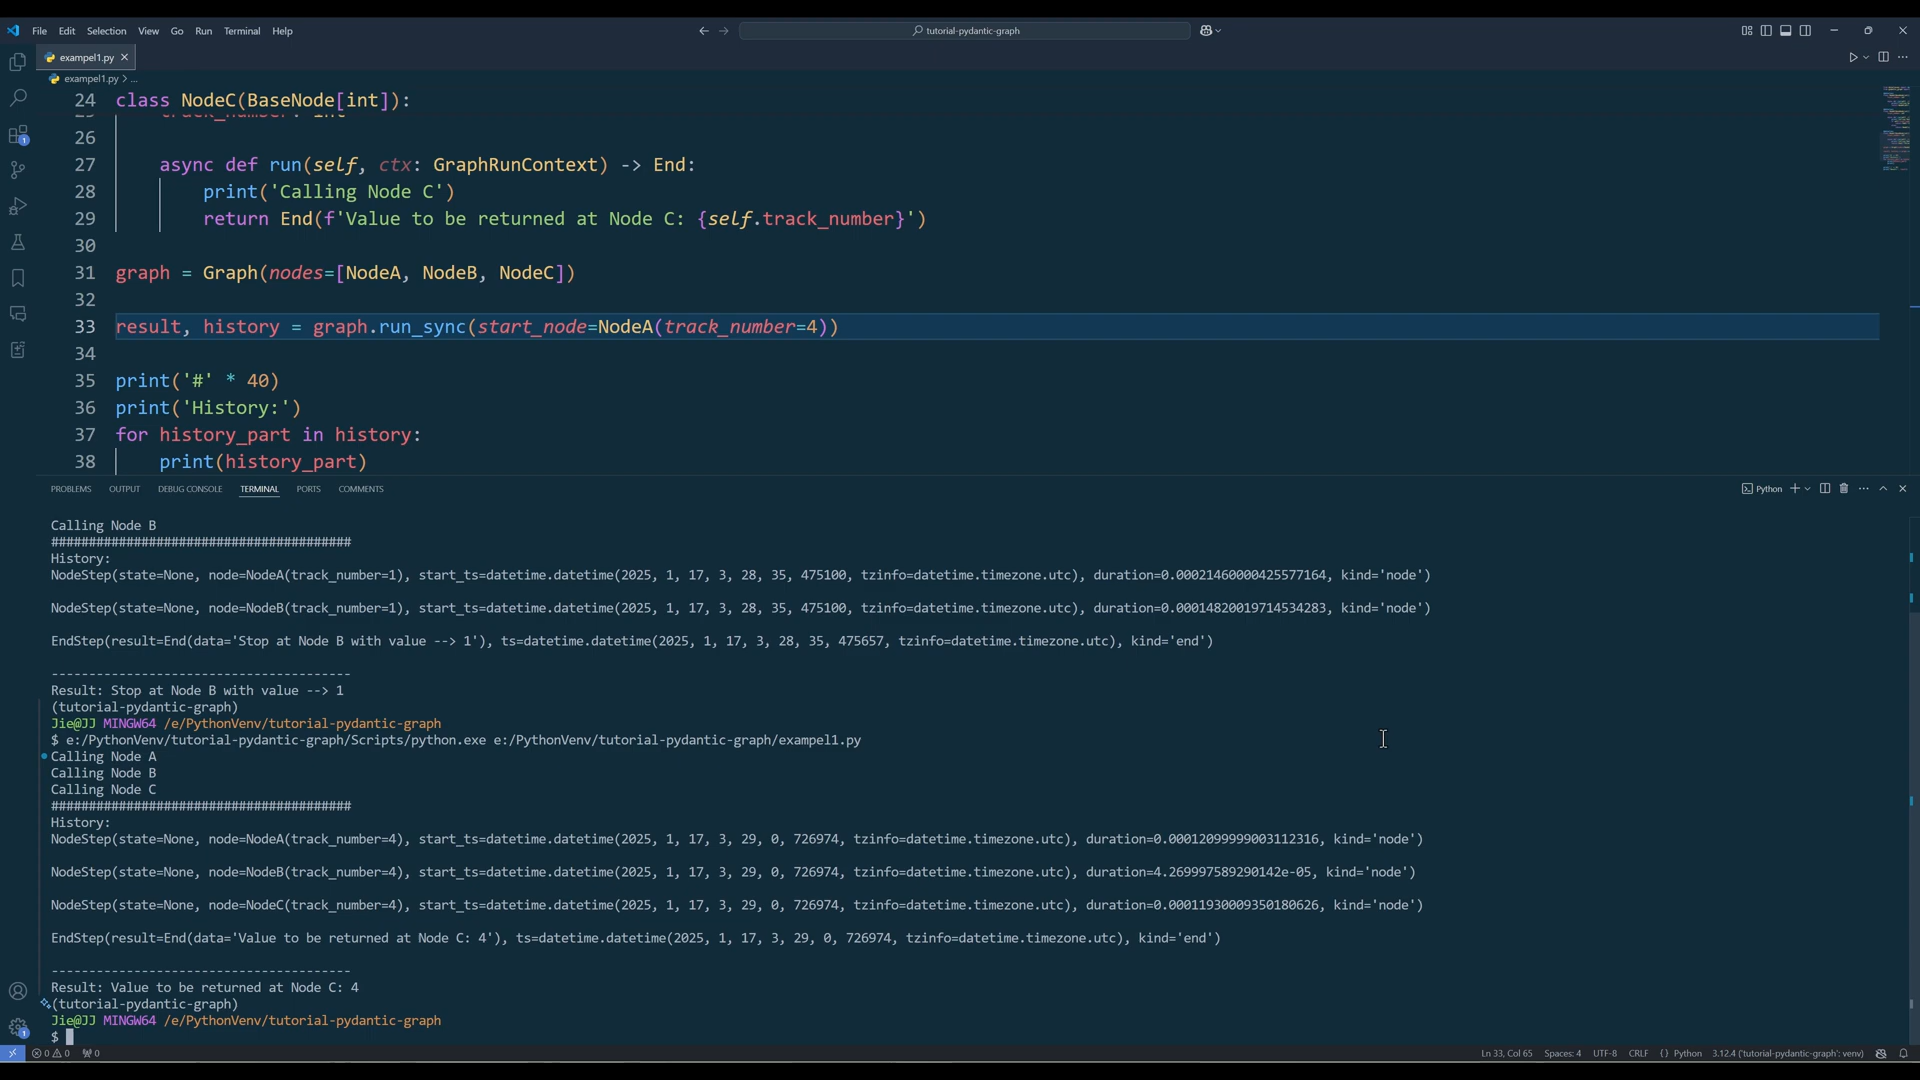 File Edit Selection View Go Run Terminal Help
tutorial-pydantic-graph
exampel1.py
exampel1.py > ...
24 class NodeC(BaseNode[int]):
25 track_number: int
26
27 async def run(self, ctx: GraphRunContext) -> End:
28 print('Calling Node C')
29 return End(f'Value to be returned at Node C: {self.track_number}')
30
31 graph = Graph(nodes=[NodeA, NodeB, NodeC])
32
33 result, history = graph.run_sync(start_node=NodeA(track_number=4))
34
35 print('#' * 40)
36 print('History:')
37 for history_part in history:
38 print(history_part)
PROBLEMS OUTPUT DEBUG CONSOLE TERMINAL PORTS COMMENTS
Python
Calling Node B
########################################
History:
NodeStep(state=None, node=NodeA(track_number=1), start_ts=datetime.datetime(2025, 1, 17, 3, 28, 35, 475100, tzinfo=datetime.timezone.utc), duration=0.00021460000425577164, kind='node')
NodeStep(state=None, node=NodeB(track_number=1), start_ts=datetime.datetime(2025, 1, 17, 3, 28, 35, 475100, tzinfo=datetime.timezone.utc), duration=0.00014820019714534283, kind='node')
EndStep(result=End(data='Stop at Node B with value --> 1'), ts=datetime.datetime(2025, 1, 17, 3, 28, 35, 475657, tzinfo=datetime.timezone.utc), kind='end')
----------------------------------------
Result: Stop at Node B with value --> 1
(tutorial-pydantic-graph)
Jie@JJ MINGW64 /e/PythonVenv/tutorial-pydantic-graph
$ e:/PythonVenv/tutorial-pydantic-graph/Scripts/python.exe e:/PythonVenv/tutorial-pydantic-graph/exampel1.py
Calling Node A
Calling Node B
Calling Node C
########################################
History:
NodeStep(state=None, node=NodeA(track_number=4), start_ts=datetime.datetime(2025, 1, 17, 3, 29, 0, 726974, tzinfo=datetime.timezone.utc), duration=0.00012099999003112316, kind='node')
NodeStep(state=None, node=NodeB(track_number=4), start_ts=datetime.datetime(2025, 1, 17, 3, 29, 0, 726974, tzinfo=datetime.timezone.utc), duration=4.269997589290142e-05, kind='node')
NodeStep(state=None, node=NodeC(track_number=4), start_ts=datetime.datetime(2025, 1, 17, 3, 29, 0, 726974, tzinfo=datetime.timezone.utc), duration=0.00011930009350180626, kind='node')
EndStep(result=End(data='Value to be returned at Node C: 4'), ts=datetime.datetime(2025, 1, 17, 3, 29, 0, 726974, tzinfo=datetime.timezone.utc), kind='end')
----------------------------------------
Result: Value to be returned at Node C: 4
(tutorial-pydantic-graph)
Jie@JJ MINGW64 /e/PythonVenv/tutorial-pydantic-graph
$
0 0 0 Ln 33, Col 65 Spaces: 4 UTF-8 CRLF {} Python 3.12.4 ('tutorial-pydantic-graph': venv)